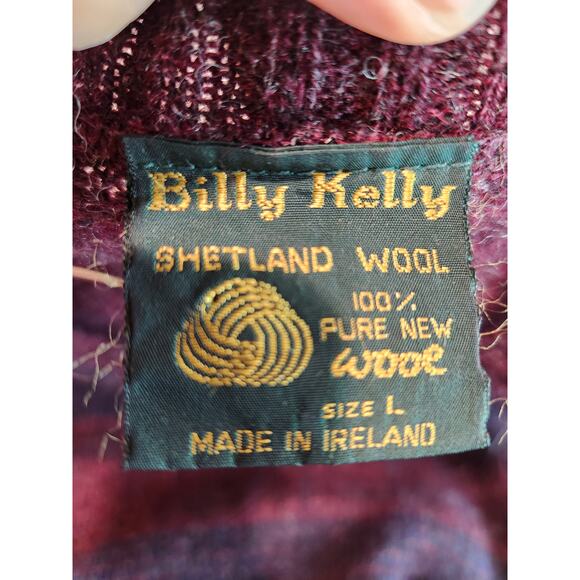 Billy Kelly
SHETLAND WOOL
100%
PURE NEW
wool
SIZE L
MADE IN IRELAND